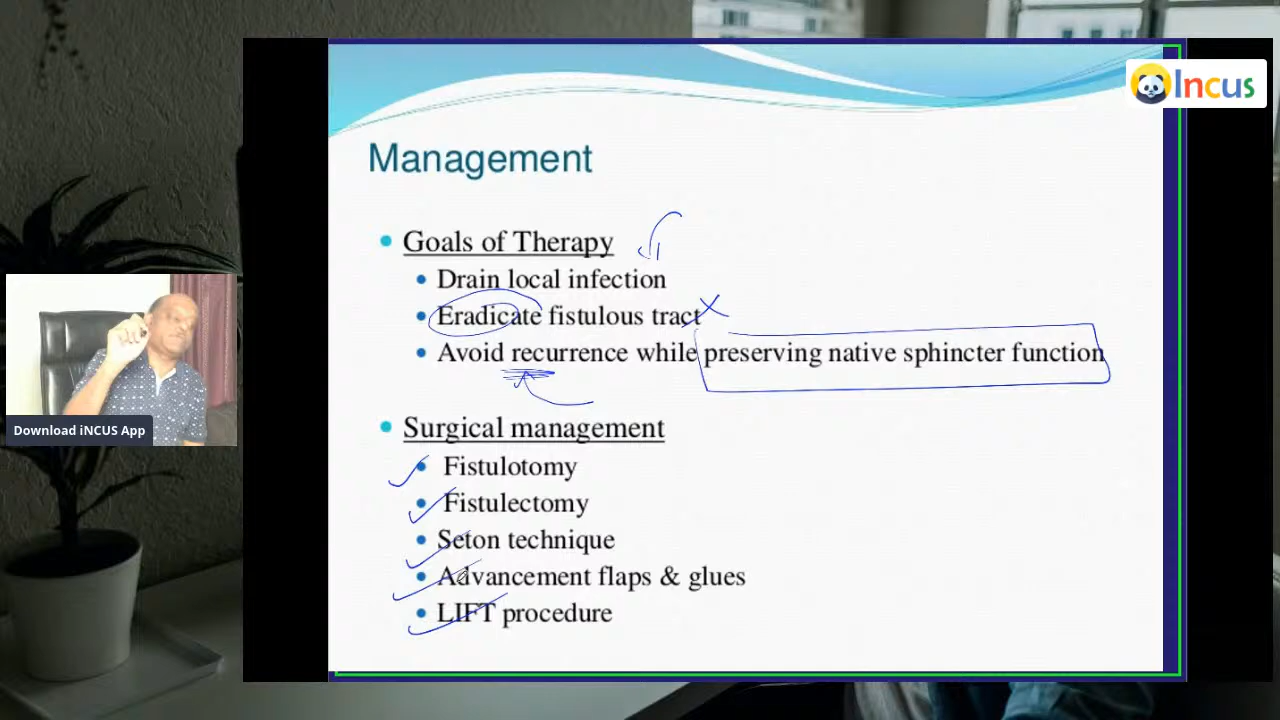 Incus
Management
Goals of Therapy
Drain local infection
Eradicate fistulous tract
Avoid recurrence while preserving native sphincter function
Download iNCUS App
Surgical management
Fistulotomy
Fistulectomy
Seton technique
Advancement flaps & glues
LIFT procedure